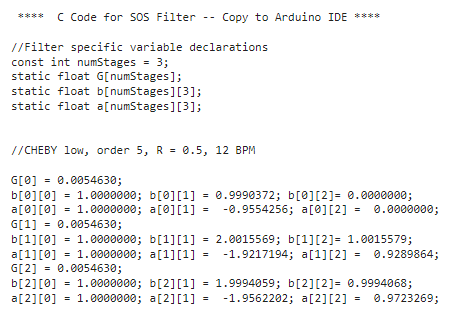 **** C Code for SOS Filter -- Copy to Arduino IDE ****
//Filter specific variable declarations
const int numStages = 3;
static float G[numStages];
static float b[numStages][3];
static float a[numStages][3];
//CHEBY low, order 5, R = 0.5, 12 BPM
G[0] = 0.0054630;
b[0][0] = 1.0000000; b[0][1] = 0.9990372; b[0][2]= 0.0000000;
a[0][0] = 1.0000000; a[0][1] = -0.9554256; a[0][2] = 0.0000000;
G[1] = 0.0054630;
b[1][0] = 1.0000000; b[1][1] = 2.0015569; b[1][2]= 1.0015579;
a[1][0] = 1.0000000; a[1][1] = -1.9217194; a[1][2] = 0.9289864;
G[2] = 0.0054630;
b[2][0] = 1.0000000; b[2][1] = 1.9994059; b[2][2]= 0.9994068;
a[2][0] = 1.0000000; a[2][1] = -1.9562202; a[2][2] = 0.9723269;